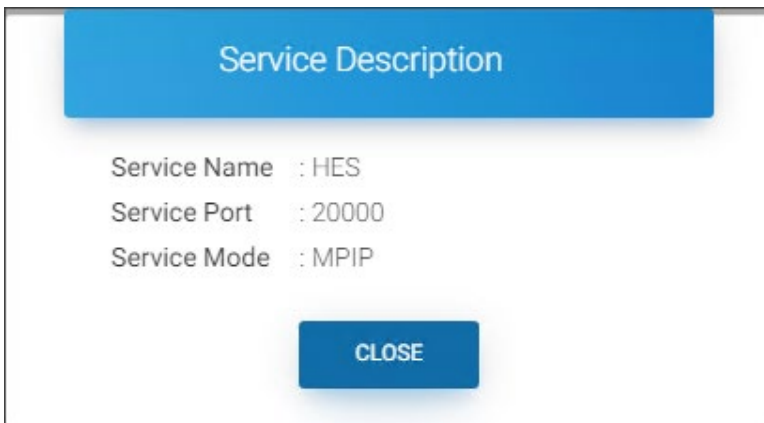 Service Description
Service Name : HES
Service Port : 20000
Service Mode : MPIP
CLOSE